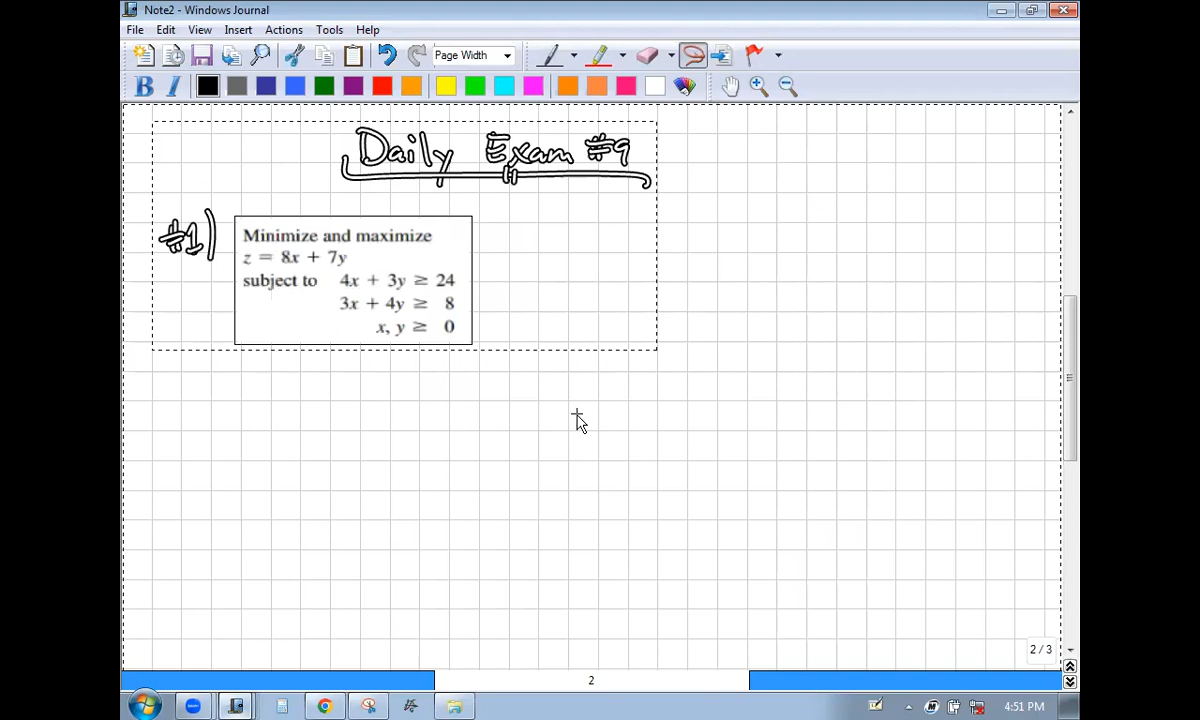 Note2 - Windows Journal
File Edit View Insert Actions Tools Help
Page Width
B I
Daily Exam #9
#1)
Minimize and maximize
z = 8x + 7y
subject to 4x + 3y ≥ 24
3x + 4y ≥ 8
x, y ≥ 0
2 / 3
2
4:51 PM